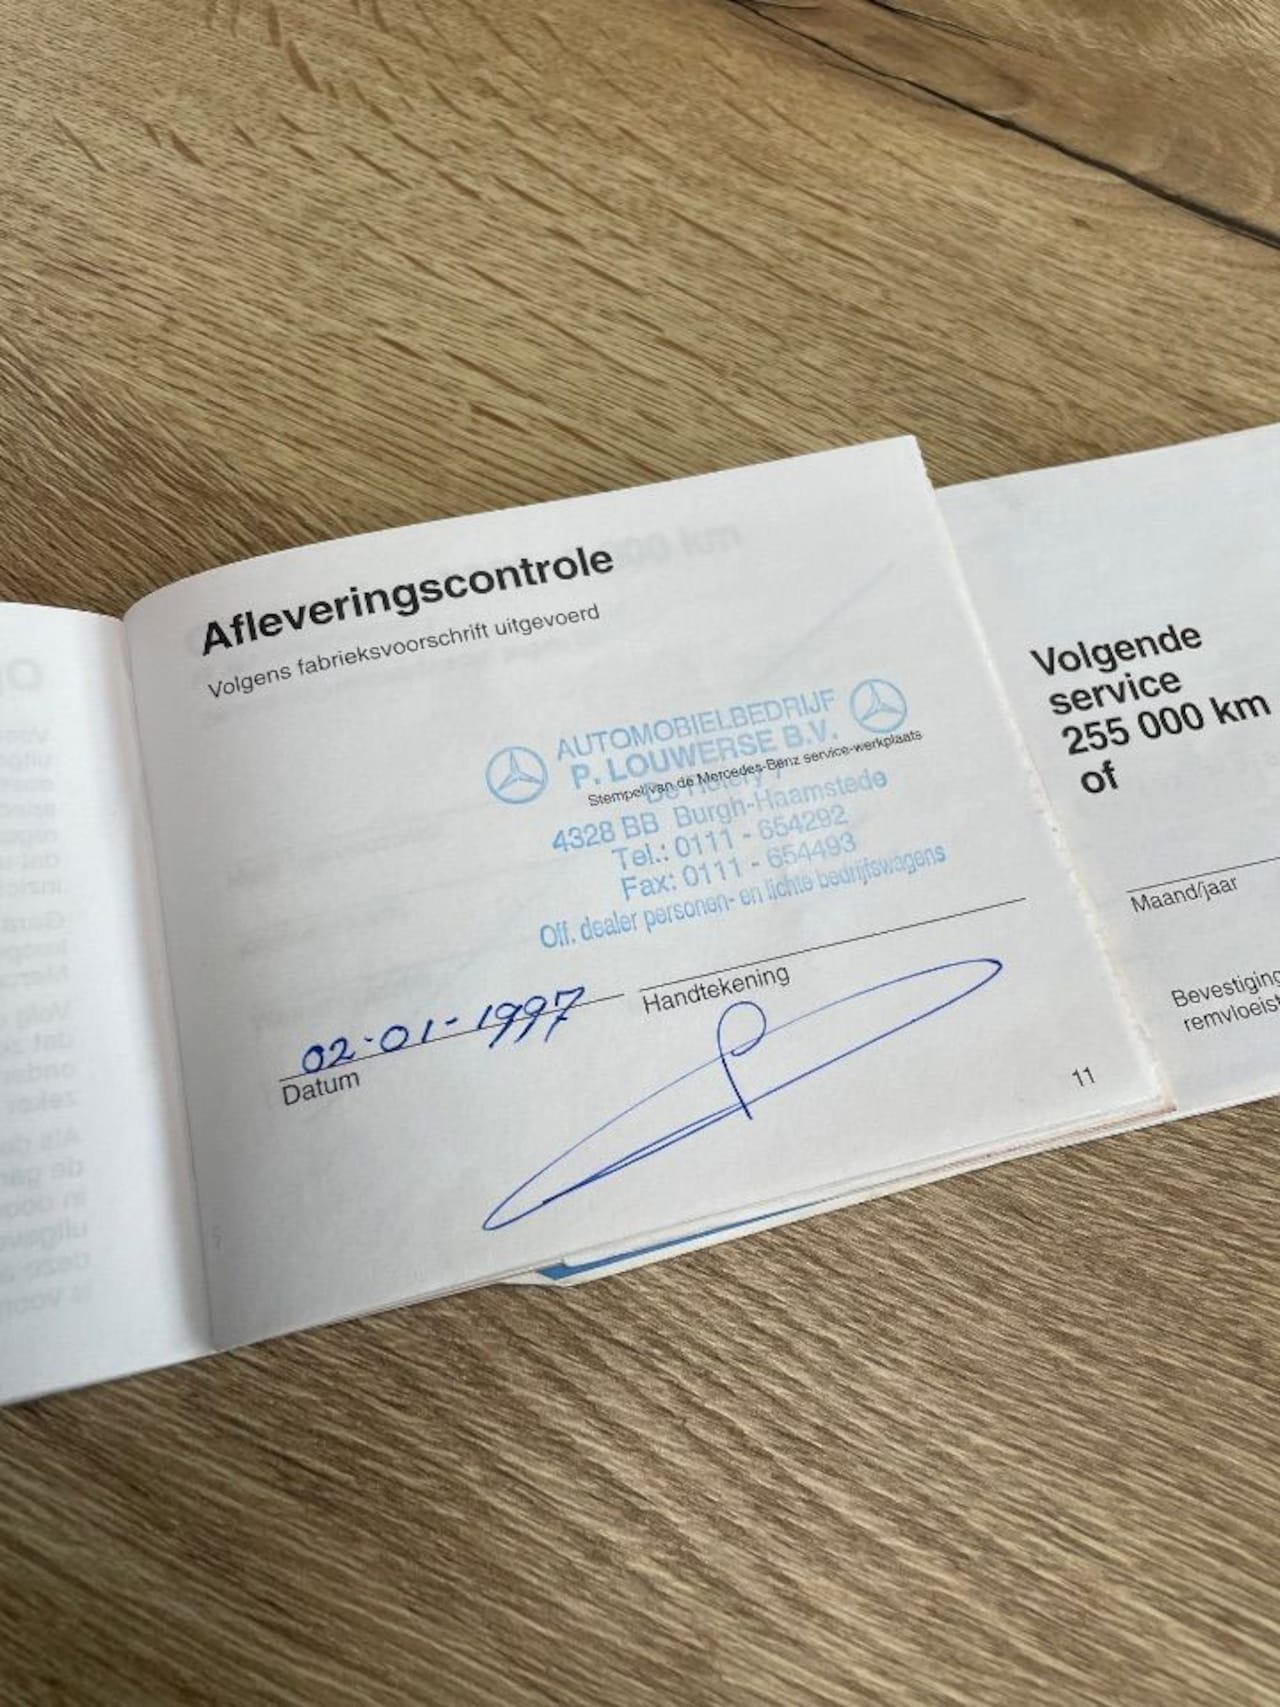 Afleveringscontrole
Volgens fabrieksvoorschrift uitgevoerd
AUTOMOBIELBEDRIJF
P. LOUWERSE B.V.
Stempel van de Mercedes-Benz service-werkplaats
4328 BB Burgh-Haamstede
Tel.: 0111 - 654292
Fax: 0111 - 654493
Off. dealer personen- en lichte bedrijfswagens
02-01-1997
Datum
Handtekening
11
Volgende
service
255 000 km
of
Maand/jaar
Bevestiging
remvloeist